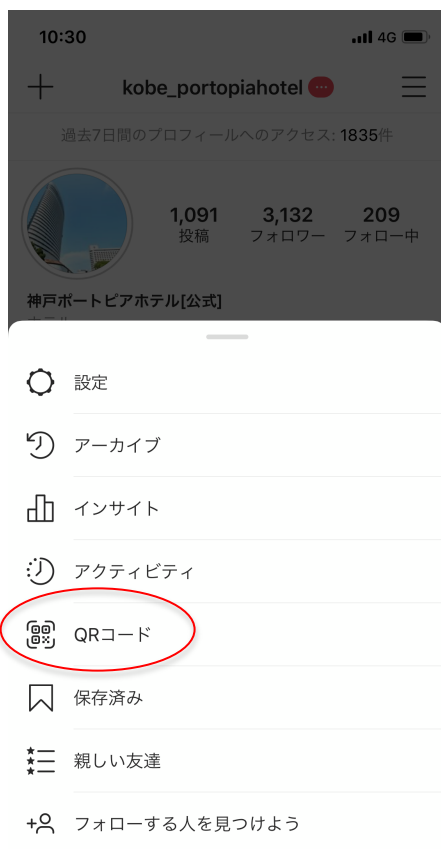 10:30
4G
kobe_portopiahotel
過去7日間のプロフィールへのアクセス: 1835件
1,091 3,132 209
投稿 フォロワー フォロー中
神戸ポートピアホテル[公式]
設定
アーカイブ
インサイト
アクティビティ
QRコード
保存済み
親しい友達
フォローする人を見つけよう